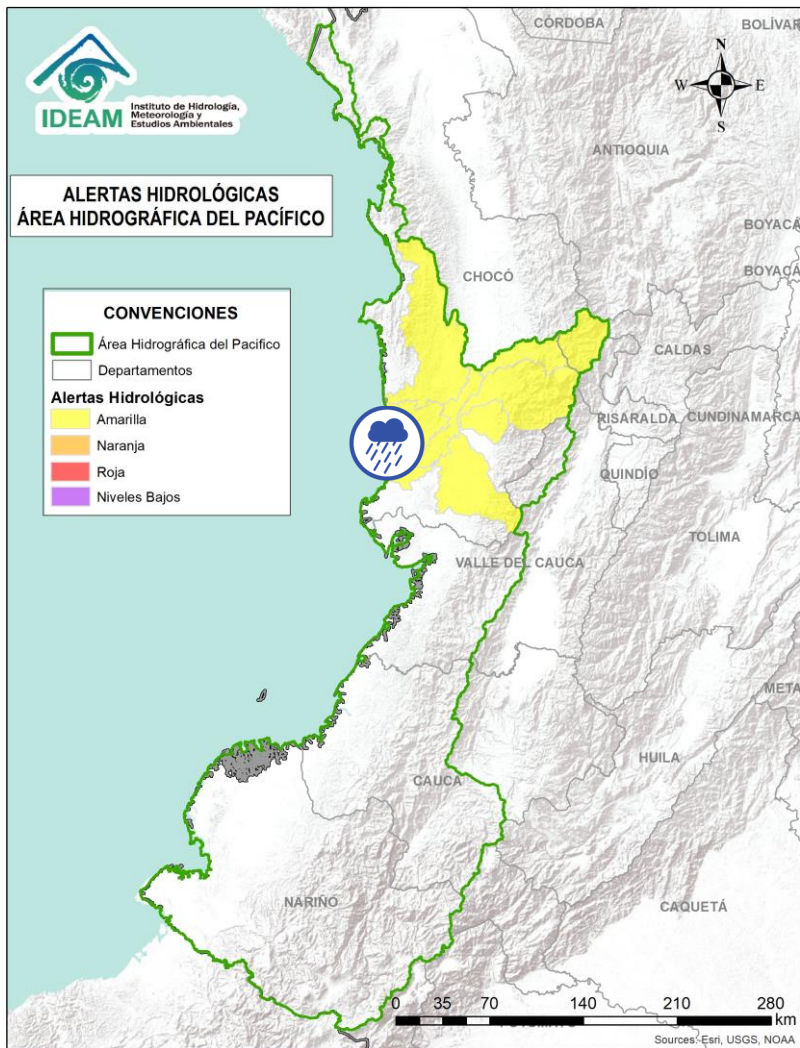 CÓRDOBA
BOLÍVAR
N
W
E
S
IDEAM
Instituto de Hidrología,
Meteorología y
Estudios Ambientales
ANTIOQUIA
ALERTAS HIDROLÓGICAS
ÁREA HIDROGRÁFICA DEL PACÍFICO
BOYACÁ
BOYACÁ
CHOCÓ
CONVENCIONES
Área Hidrográfica del Pacifico
Departamentos
Alertas Hidrológicas
Amarilla
Naranja
Roja
Niveles Bajos
CALDAS
RISARALDA
CUNDINAMARCA
QUINDÍO
TOLIMA
VALLE DEL CAUCA
META
HUILA
CAUCA
NARIÑO
CAQUETÁ
0 35 70 140 210 280
km
Sources: Esri, USGS, NOAA